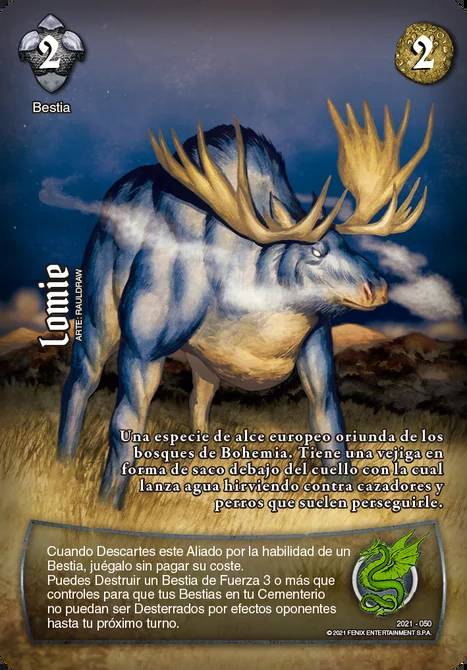 2
2
Bestia
Lomie
ARTE: RAULDRAW
Una especie de alce europeo oriunda de los
bosques de Bohemia. Tiene una vejiga en
forma de saco debajo del cuello con la cual
lanza agua hirviendo contra cazadores y
perros que suelen perseguirle.
Cuando Descartes este Aliado por la habilidad de un
Bestia, juégalo sin pagar su coste.
Puedes Destruir un Bestia de Fuerza 3 o más que
controles para que tus Bestias en tu Cementerio
no puedan ser Desterrados por efectos oponentes
hasta tu próximo turno.
2021 - 050
© 2021 FENIX ENTERTAINMENT S.P.A.